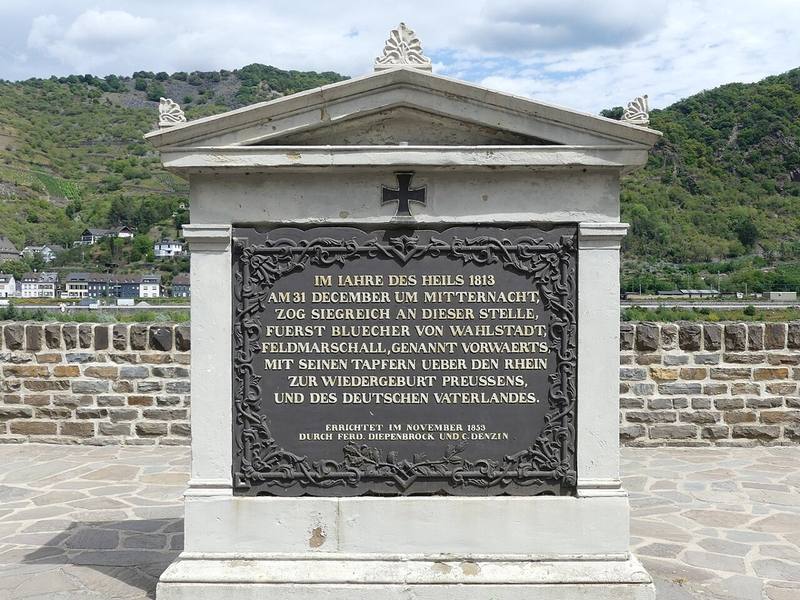 IM IAHRE DES HEILS 1813
AM 31 DECEMBER UM MITTERNACHT,
ZOG SIEGREICH AN DIESER STELLE,
FUERST BLUECHER VON WAHLSTADT,
FELDMARSCHALL, GENANNT VORWAERTS,
MIT SEINEN TAPFERN UEBER DEN RHEIN
ZUR WIEDERGEBURT PREUSSENS,
UND DES DEUTSCHEN VATERLANDES.
ERRICHTET IM NOVEMBER 1853
DURCH FERD. DIEPENBROCK UND C. DENZIN